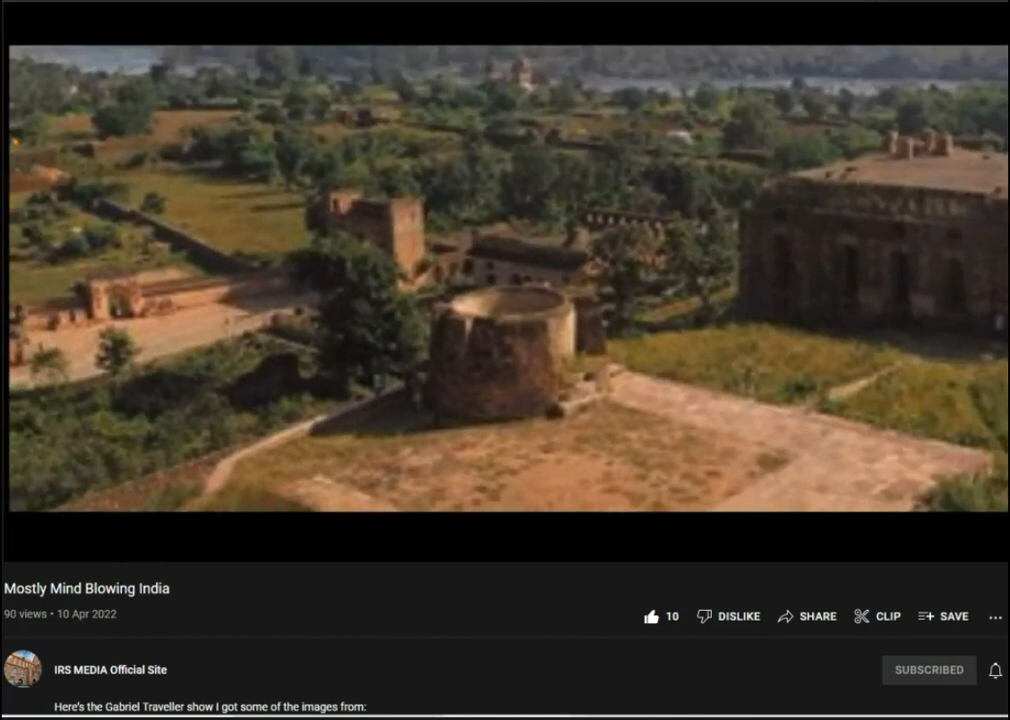 Mostly Mind Blowing India
90 views • 10 Apr 2022
10 DISLIKE SHARE CLIP SAVE
IRS MEDIA Official Site
SUBSCRIBED
Here's the Gabriel Traveller show I got some of the images from: